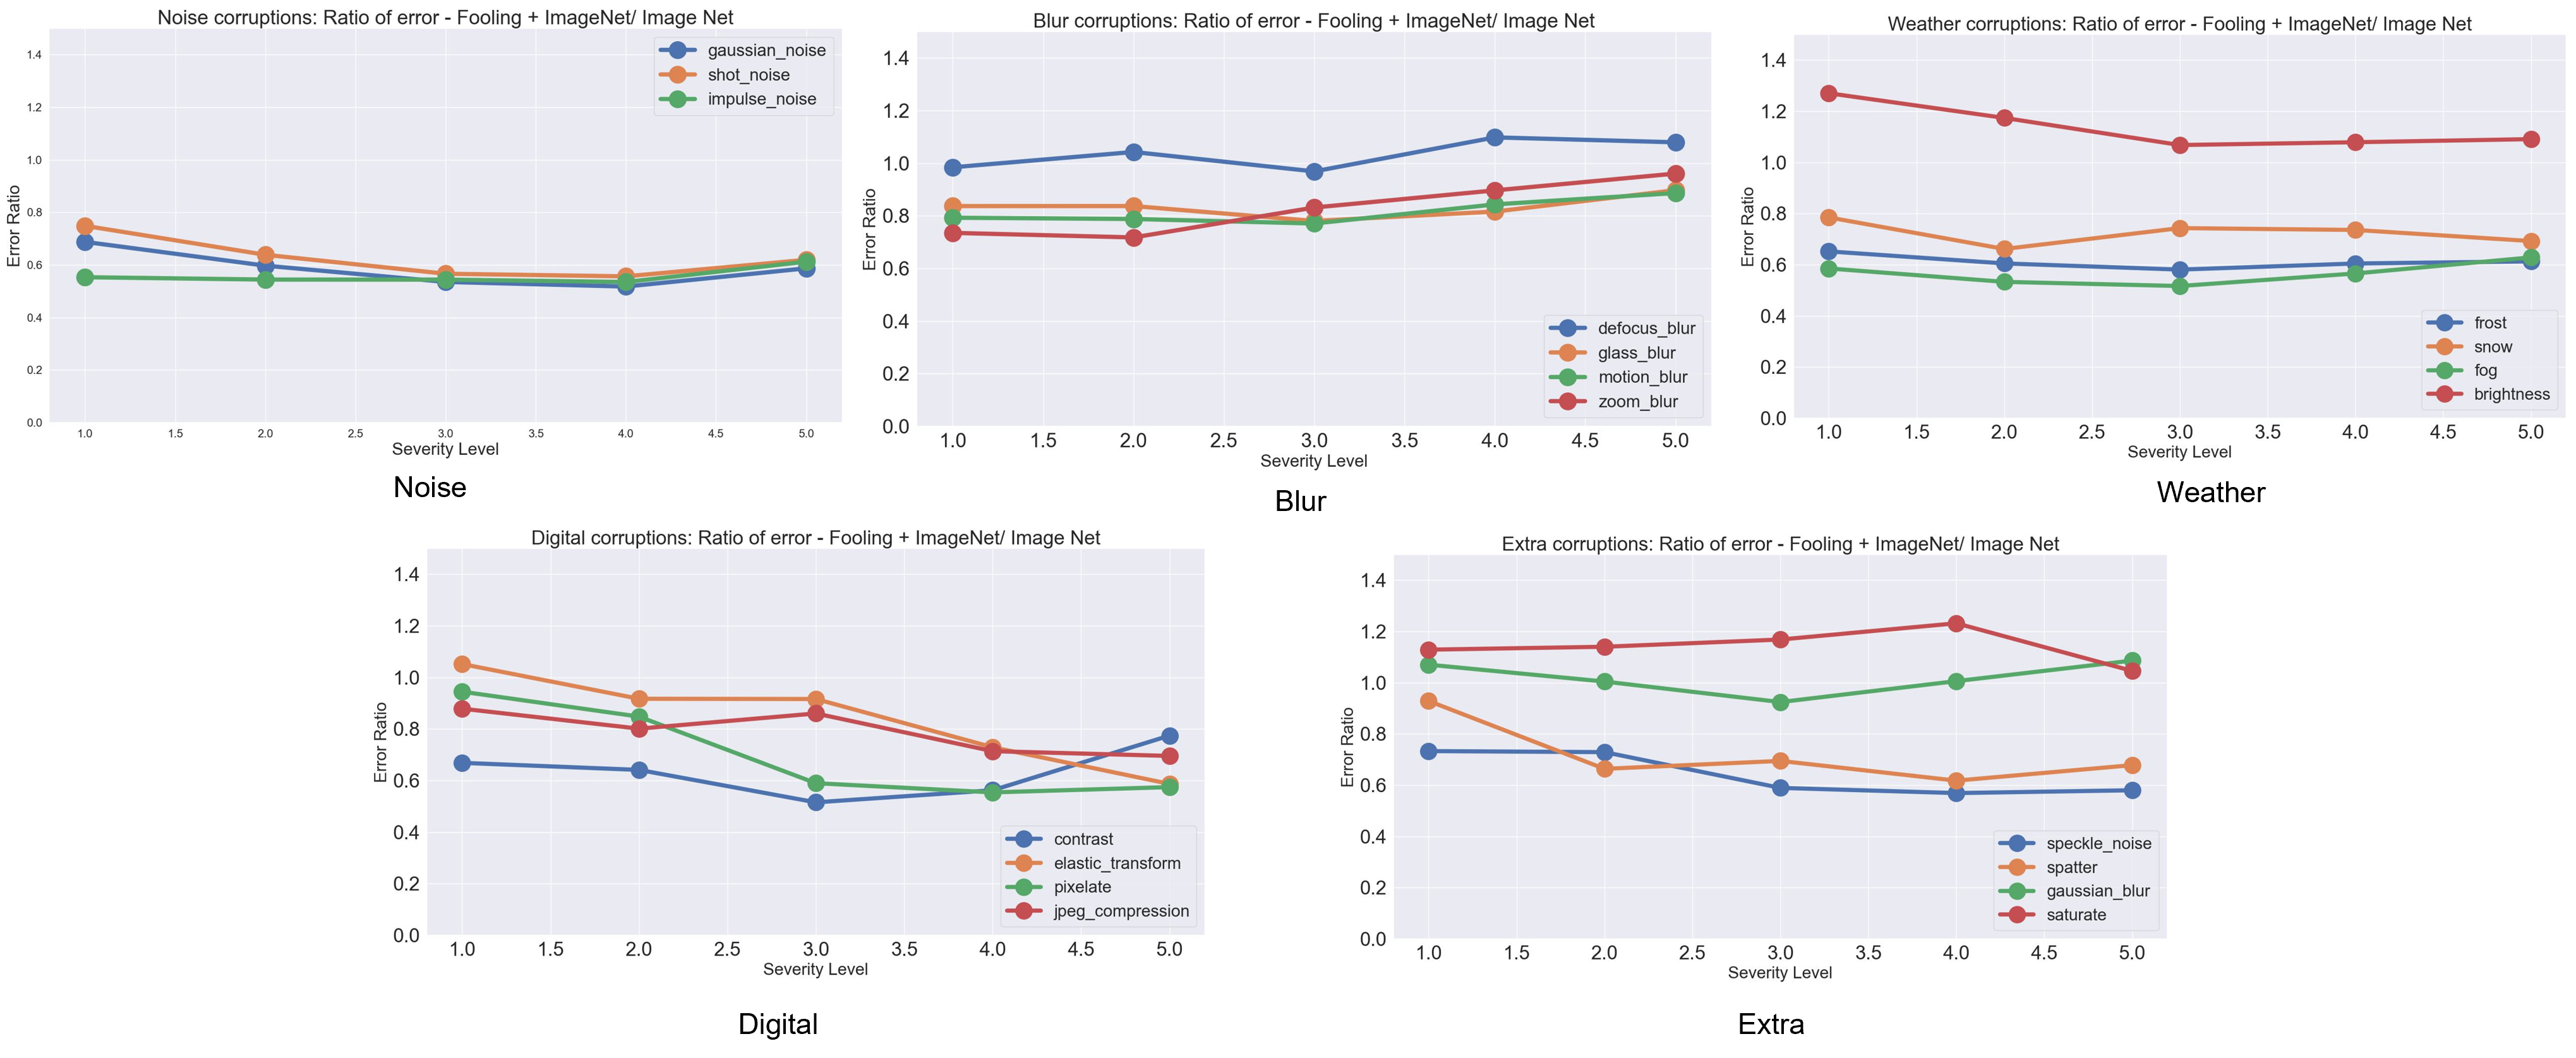 Noise corruptions: Ratio of error - Fooling + ImageNet/ Image Net
1.4
1.2
1.0
0.8
0.6
0.4
0.2
0.0
Error Ratio
gaussian_noise
shot_noise
impulse_noise
1.0 1.5 2.0 2.5 3.0 3.5 4.0 4.5 5.0
Severity Level
Noise
Blur corruptions: Ratio of error - Fooling + ImageNet/ Image Net
1.4
1.2
1.0
0.8
0.6
0.4
0.2
0.0
Error Ratio
defocus_blur
glass_blur
motion_blur
zoom_blur
1.0 1.5 2.0 2.5 3.0 3.5 4.0 4.5 5.0
Severity Level
Blur
Weather corruptions: Ratio of error - Fooling + ImageNet/ Image Net
1.4
1.2
1.0
0.8
0.6
0.4
0.2
0.0
Error Ratio
frost
snow
fog
brightness
1.0 1.5 2.0 2.5 3.0 3.5 4.0 4.5 5.0
Severity Level
Weather
Digital corruptions: Ratio of error - Fooling + ImageNet/ Image Net
1.4
1.2
1.0
0.8
0.6
0.4
0.2
0.0
Error Ratio
contrast
elastic_transform
pixelate
jpeg_compression
1.0 1.5 2.0 2.5 3.0 3.5 4.0 4.5 5.0
Severity Level
Digital
Extra corruptions: Ratio of error - Fooling + ImageNet/ Image Net
1.4
1.2
1.0
0.8
0.6
0.4
0.2
0.0
Error Ratio
speckle_noise
spatter
gaussian_blur
saturate
1.0 1.5 2.0 2.5 3.0 3.5 4.0 4.5 5.0
Severity Level
Extra